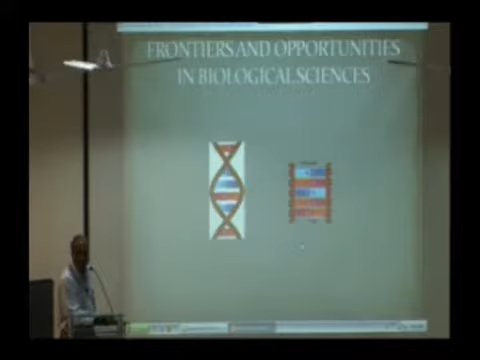 FRONTIERS AND OPPORTUNITIES
IN BIOLOGICAL SCIENCES